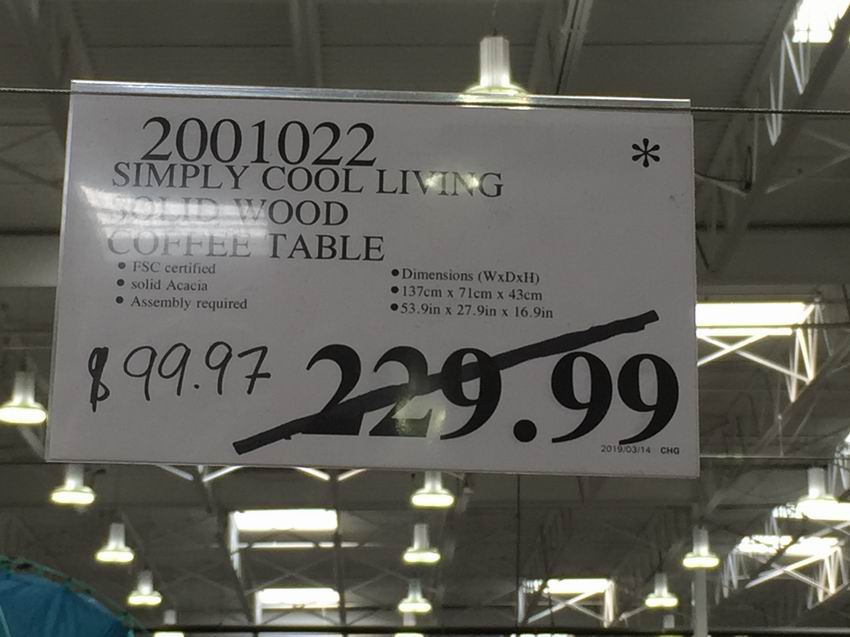 2001022 *
SIMPLY COOL LIVING
SOLID WOOD
COFFEE TABLE
• FSC certified
• solid Acacia
• Assembly required
• Dimensions (WxDxH)
• 137cm x 71cm x 43cm
• 53.9in x 27.9in x 16.9in
$99.97 229.99
2019/03/14 CHG